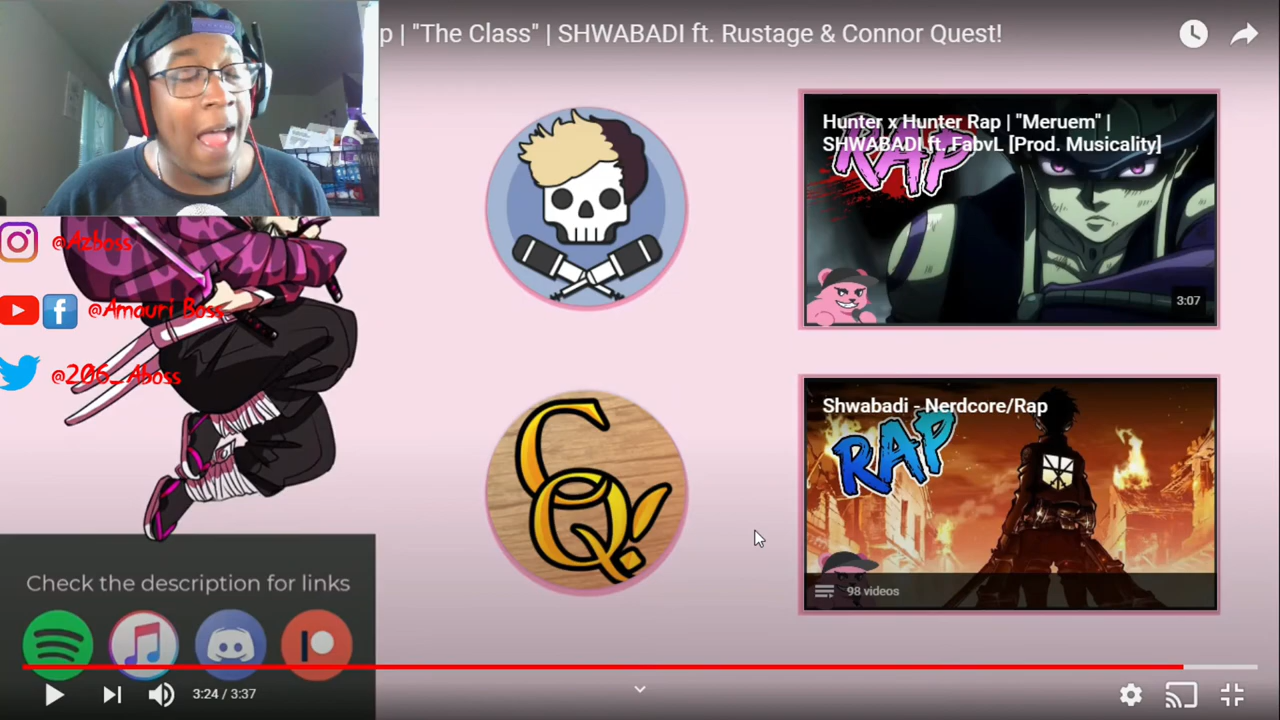 p | "The Class" | SHWABADI ft. Rustage & Connor Quest!
Hunter x Hunter Rap | "Meruem" |
SHWABADI ft. FabvL [Prod. Musicality]
RAP
3:07
@Azboss
@Amauri Boss
@206_Aboss
CQ!
Shwabadi - Nerdcore/Rap
RAP
98 videos
Check the description for links
3:24 / 3:37